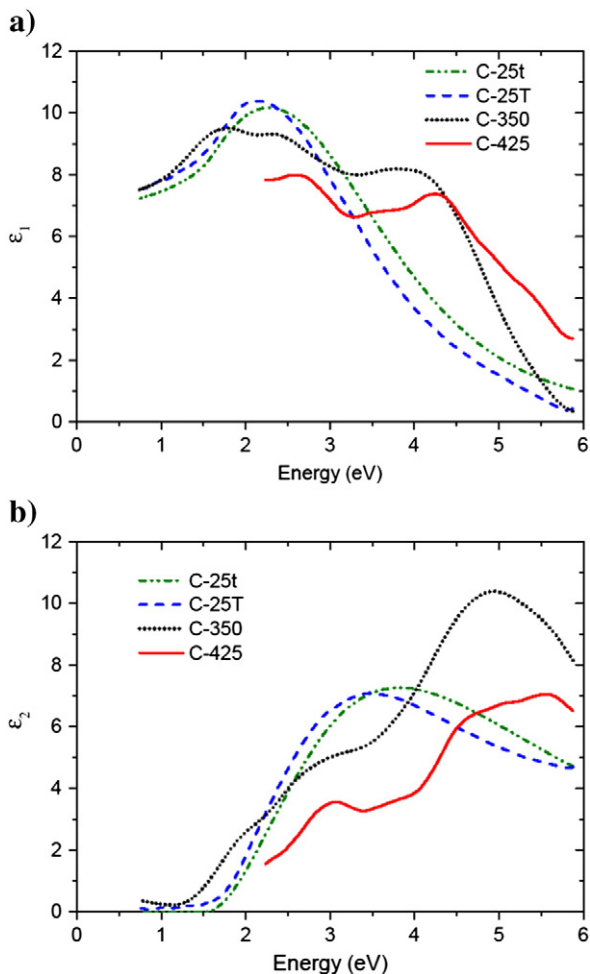 a)
12
10
8
6
4
2
0
ε₁
C-25t
C-25T
C-350
C-425
0 1 2 3 4 5 6
Energy (eV)
b)
12
10
8
6
4
2
0
ε₂
C-25t
C-25T
C-350
C-425
0 1 2 3 4 5 6
Energy (eV)